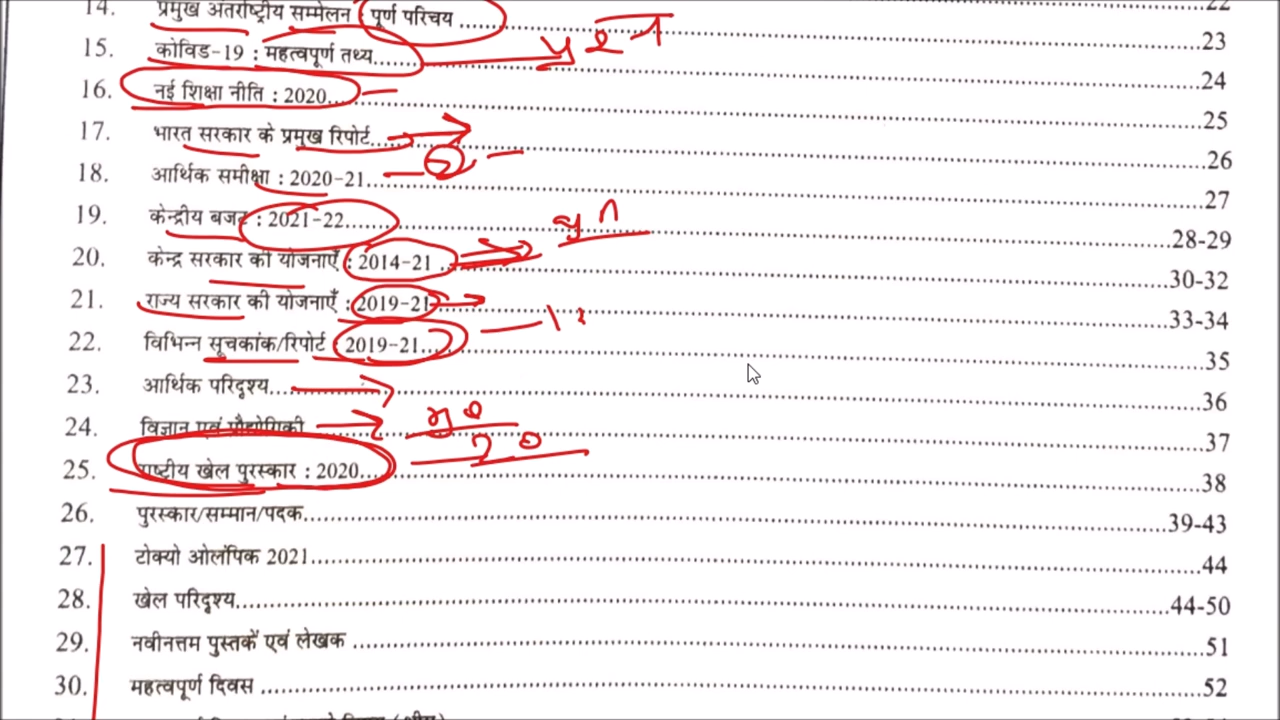 22
14. प्रमुख अंतर्राष्ट्रीय सम्मेलन : पूर्ण परिचय ........ 23
15. कोविड-19 : महत्वपूर्ण तथ्य........ 24
16. नई शिक्षा नीति : 2020........ 25
17. भारत सरकार के प्रमुख रिपोर्ट........ 26
18. आर्थिक समीक्षा : 2020-21........ 27
19. केन्द्रीय बजट : 2021-22........ 28-29
20. केन्द्र सरकार की योजनाएँ : 2014-21 ........ 30-32
21. राज्य सरकार की योजनाएँ : 2019-21........ 33-34
22. विभिन्न सूचकांक/रिपोर्ट 2019-21........ 35
23. आर्थिक परिदृश्य........ 36
24. विज्ञान एवं प्रौद्योगिकी ........ 37
25. राष्ट्रीय खेल पुरस्कार : 2020........ 38
26. पुरस्कार/सम्मान/पदक........ 39-43
27. टोक्यो ओलंपिक 2021........ 44
28. खेल परिदृश्य........ 44-50
29. नवीनत्तम पुस्तकें एवं लेखक ........ 51
30. महत्वपूर्ण दिवस ........ 52